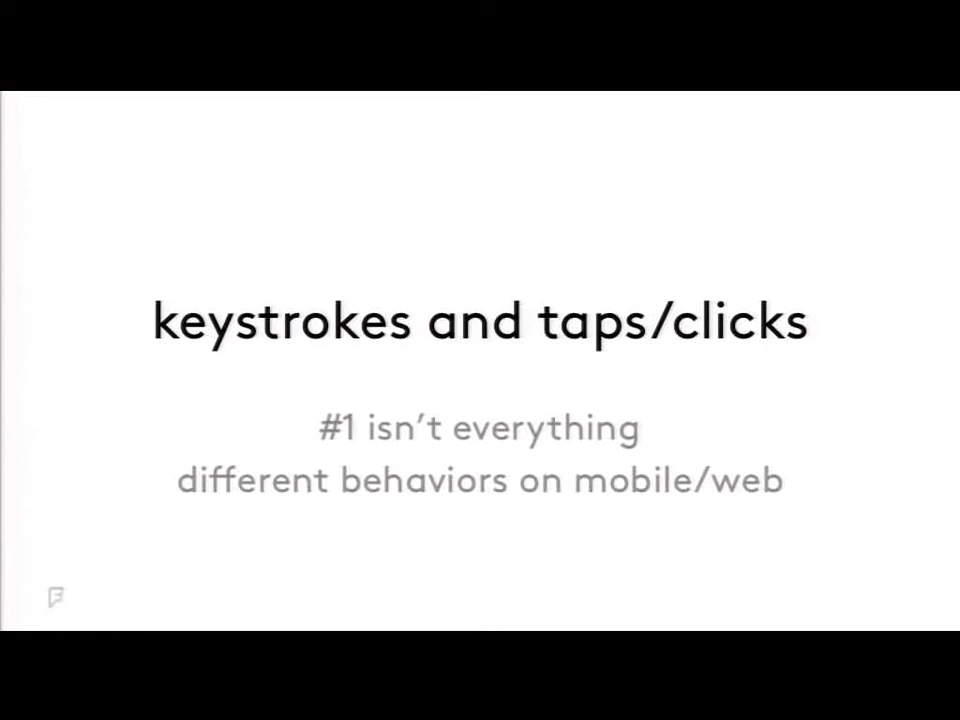 keystrokes and taps/clicks
#1 isn't everything
different behaviors on mobile/web